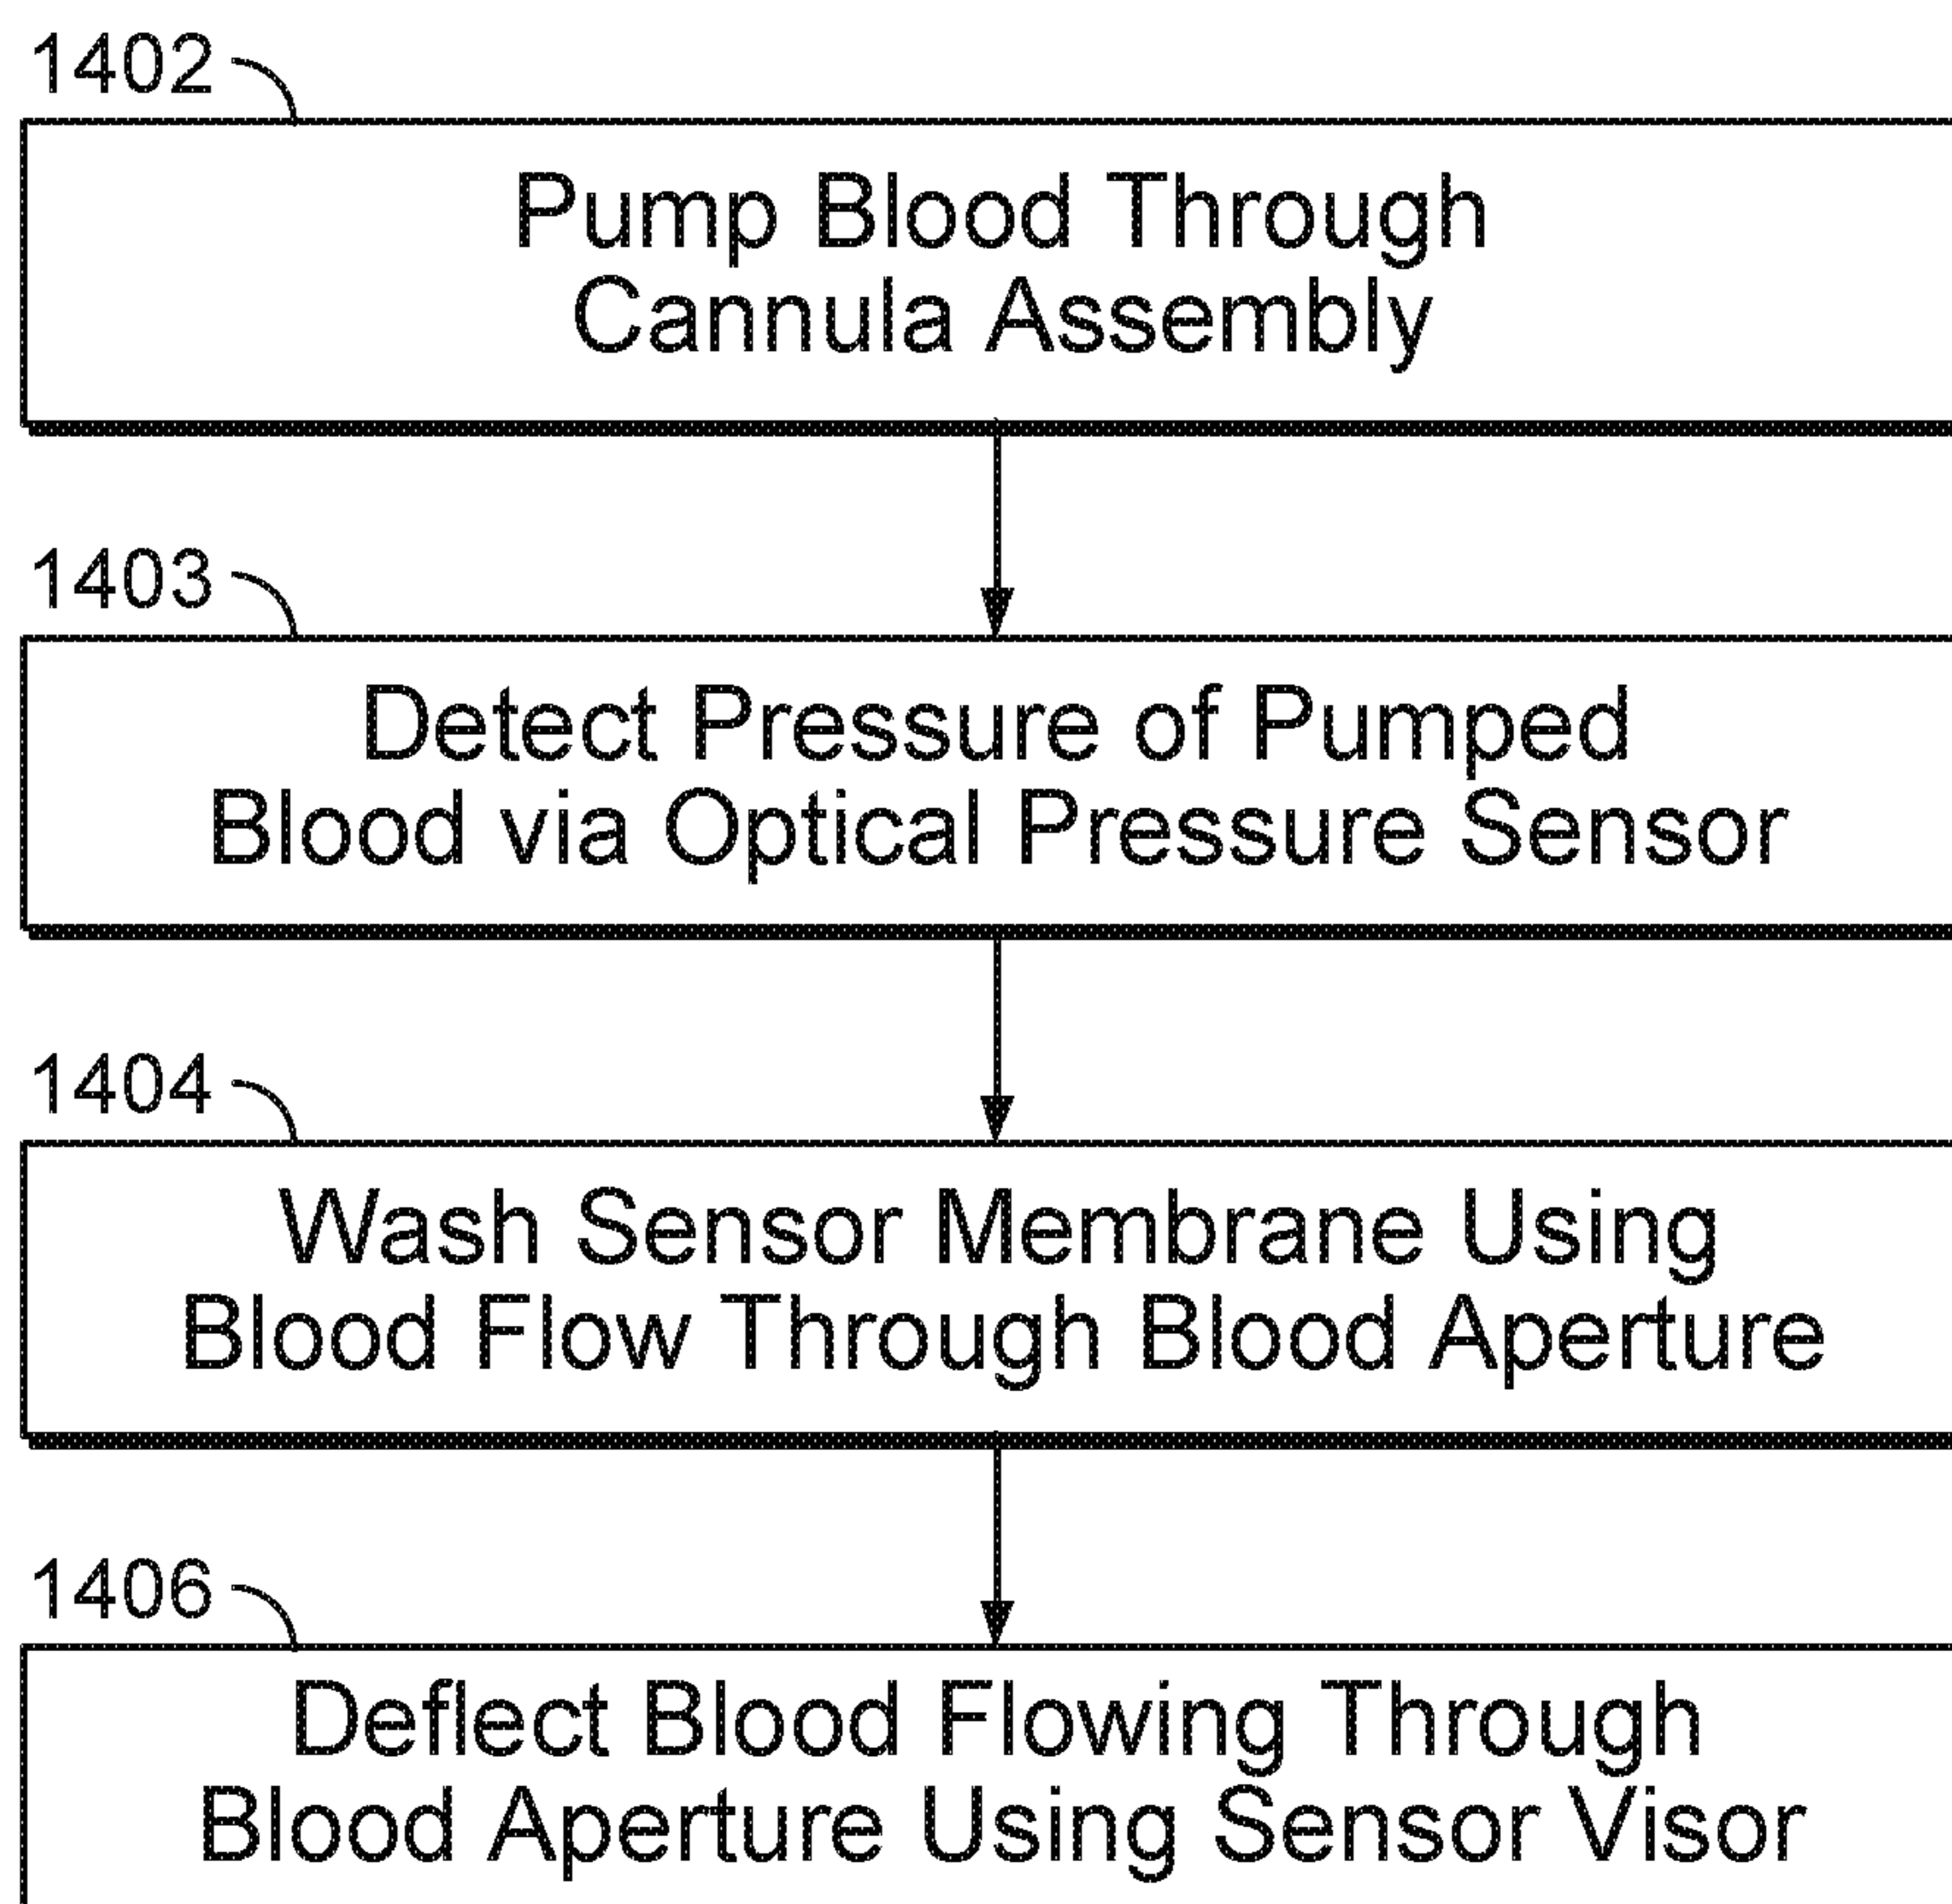 1402
Pump Blood Through
Cannula Assembly
1403
Detect Pressure of Pumped
Blood via Optical Pressure Sensor
1404
Wash Sensor Membrane Using
Blood Flow Through Blood Aperture
1406
Deflect Blood Flowing Through
Blood Aperture Using Sensor Visor